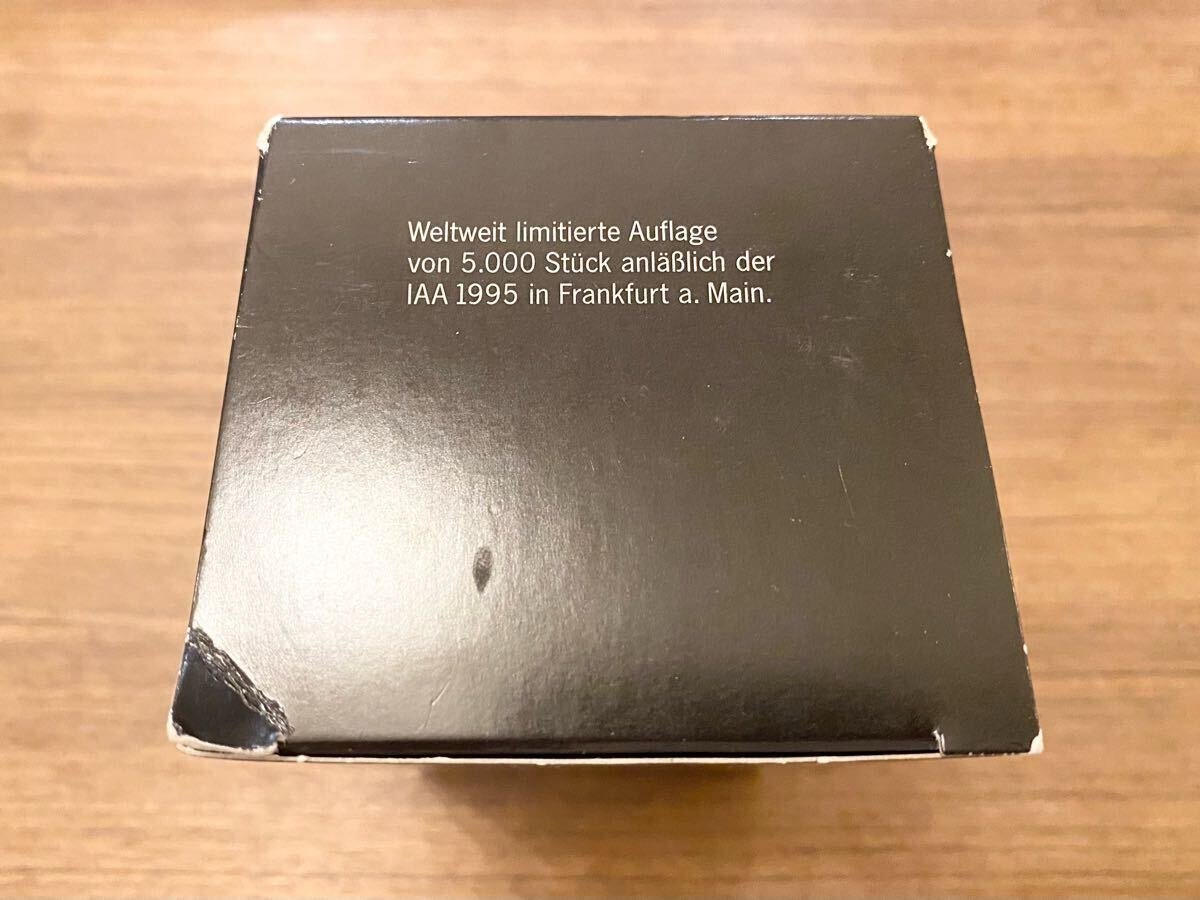 Weltweit limitierte Auflage
von 5.000 Stück anläßlich der
IAA 1995 in Frankfurt a. Main.